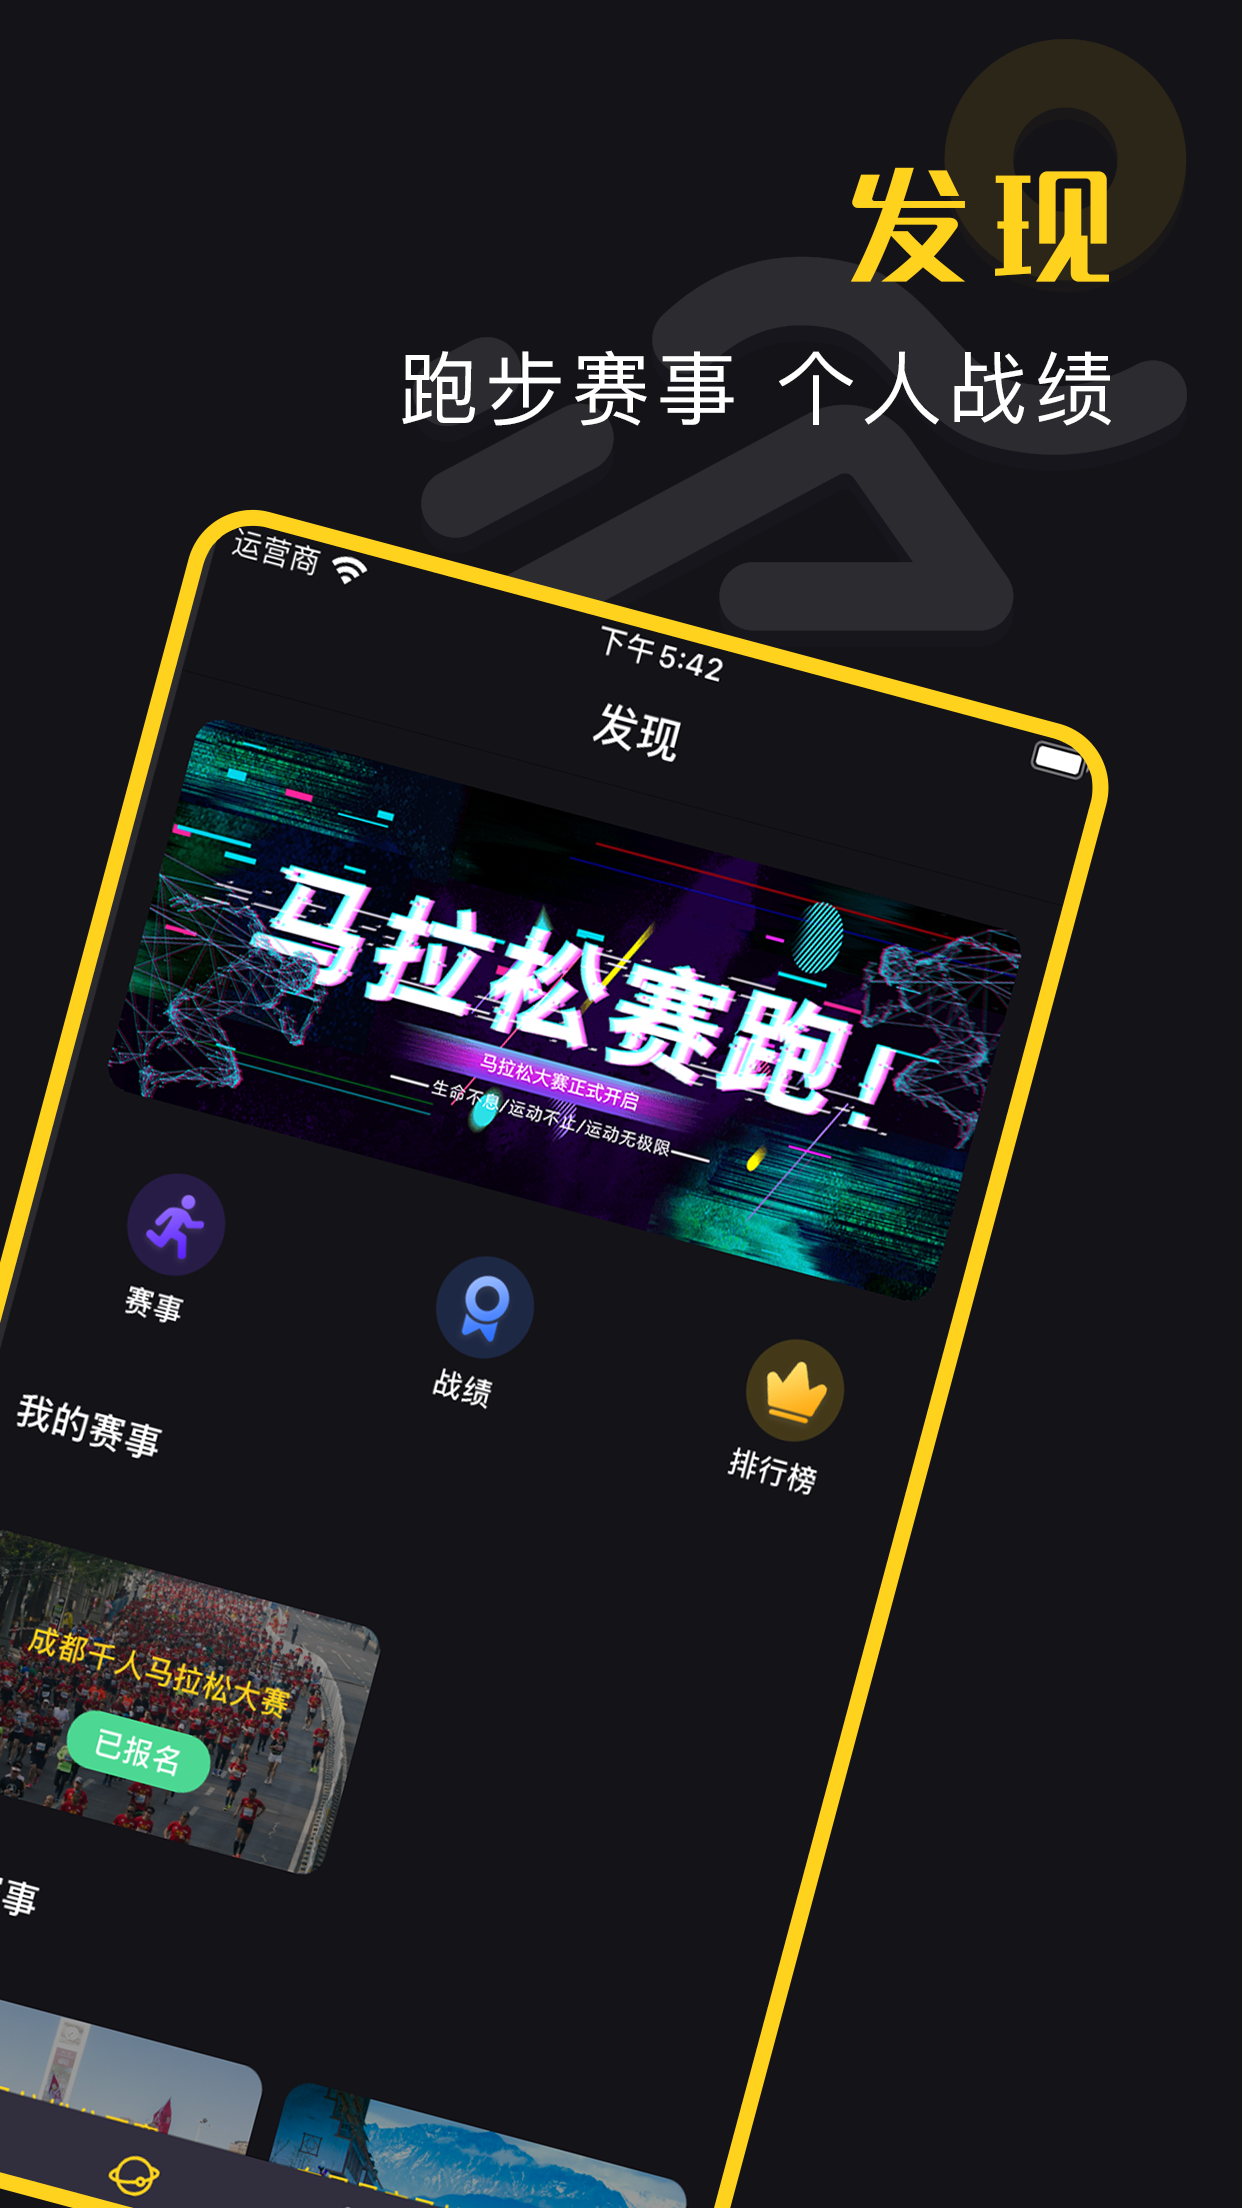 发现
跑步赛事 个人战绩
运营商
下午5:42
发现
马拉松赛跑!
马拉松大赛正式开启
生命不息/运动不止/运动无极限
赛事
战绩
排行榜
我的赛事
成都千人马拉松大赛
已报名
事